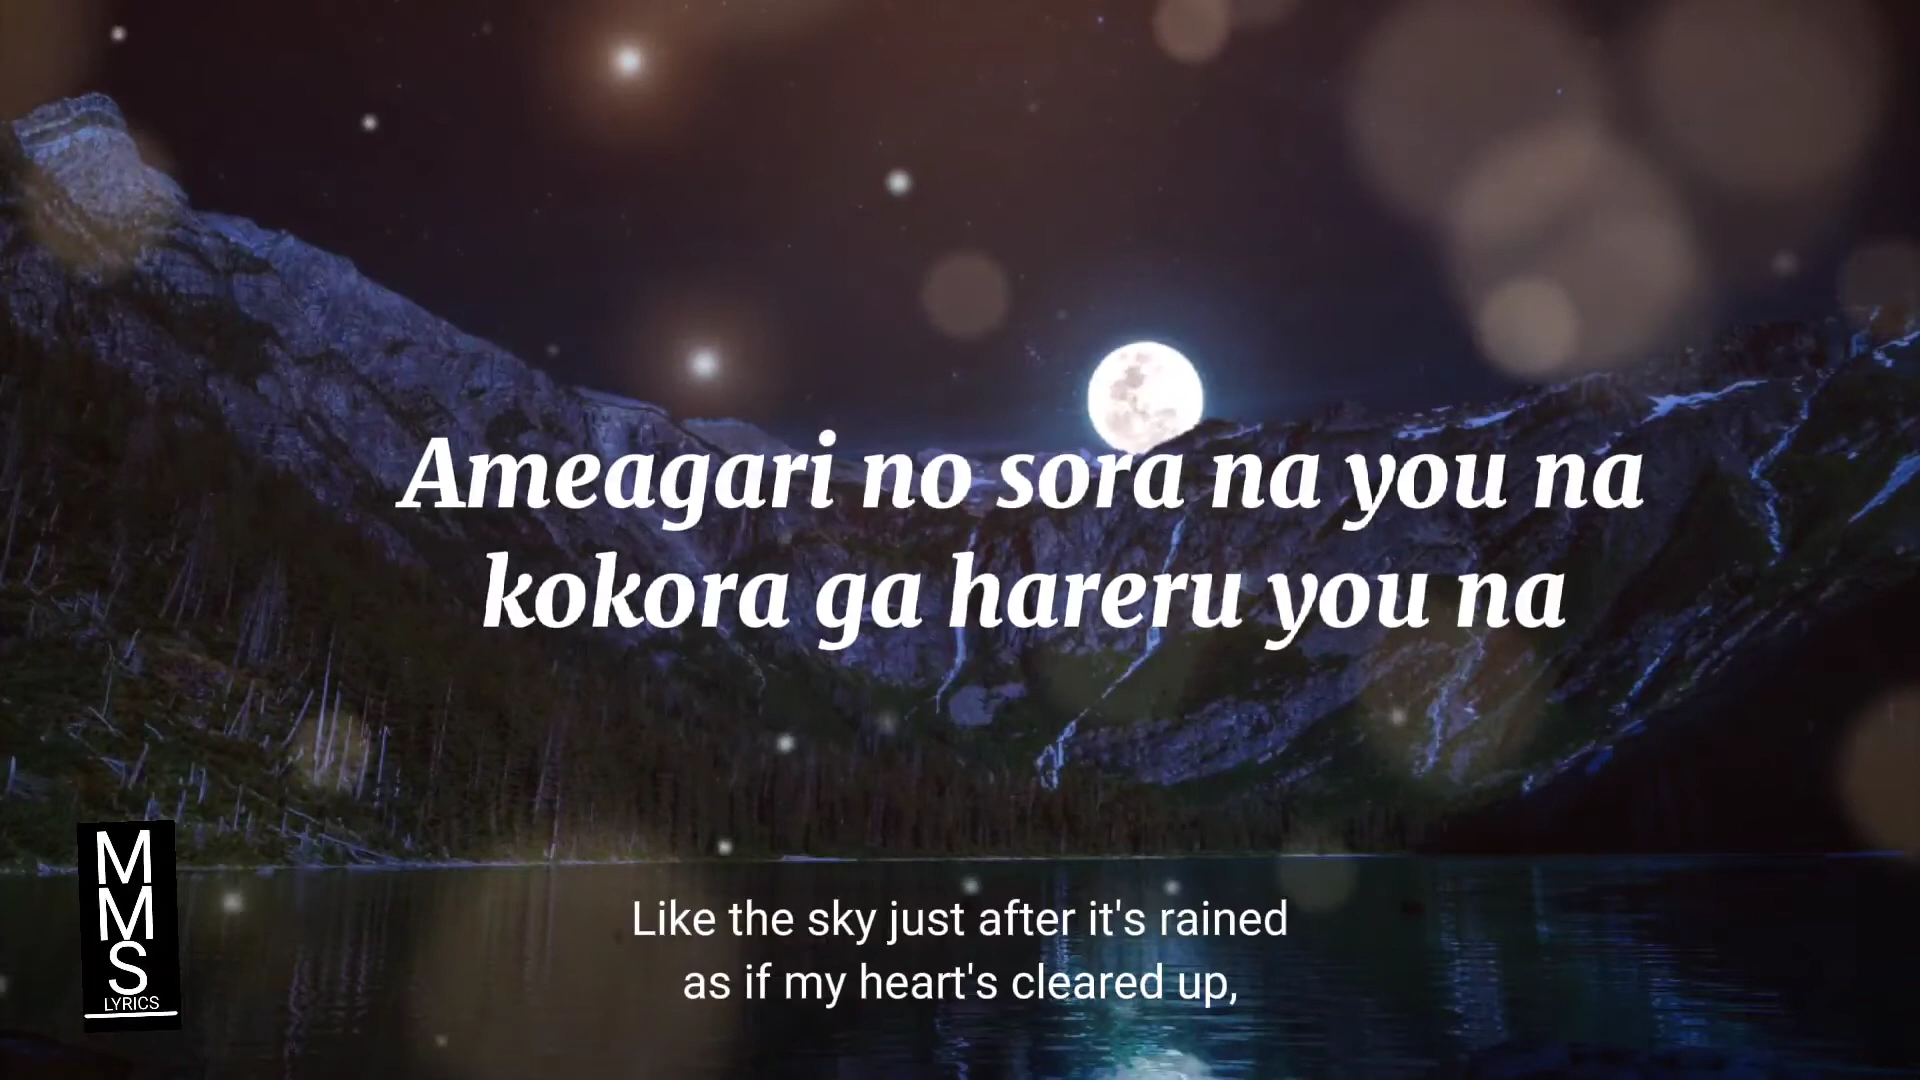 Ameagari no sora na you na
kokora ga hareru you na
Like the sky just after it's rained
as if my heart's cleared up,
M
M
S
LYRICS